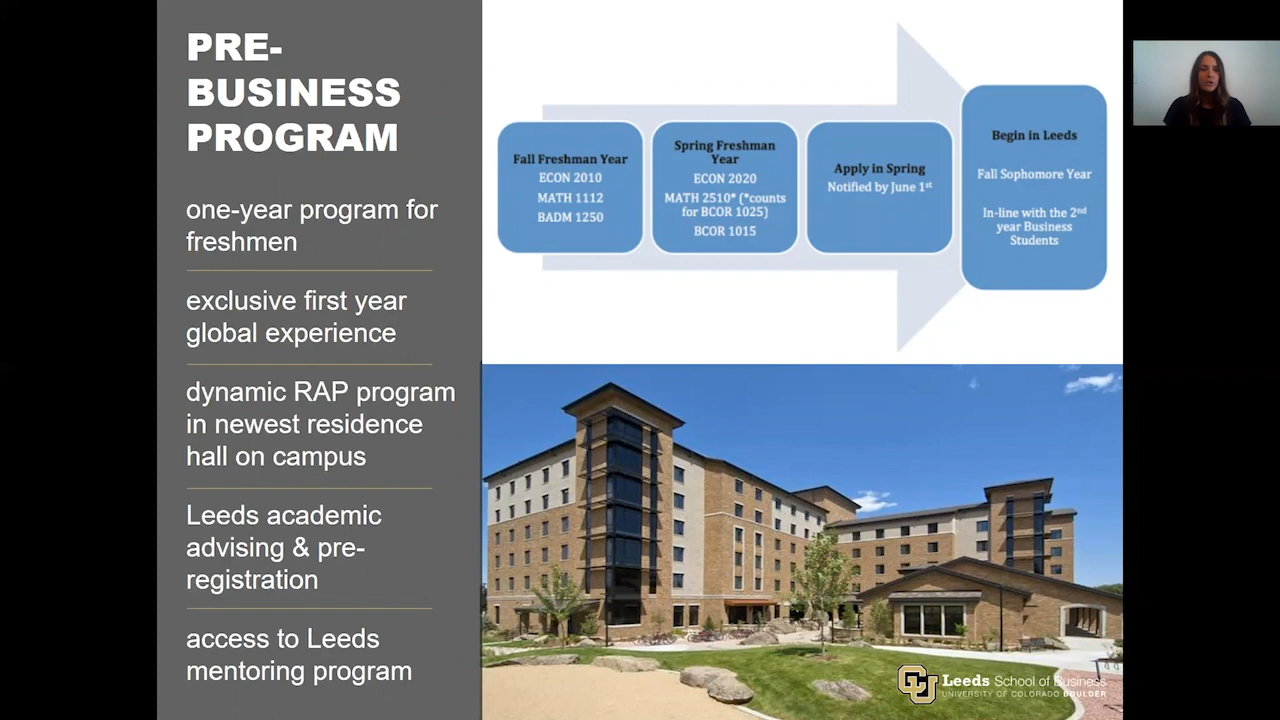 PRE-
BUSINESS
PROGRAM
one-year program for
freshmen
exclusive first year
global experience
dynamic RAP program
in newest residence
hall on campus
Leeds academic
advising & pre-
registration
access to Leeds
mentoring program
Fall Freshman Year
ECON 2010
MATH 1112
BADM 1250
Spring Freshman
Year
ECON 2020
MATH 2510* (*counts
for BCOR 1025)
BCOR 1015
Apply in Spring
Notified by June 1st
Begin in Leeds
Fall Sophomore Year
In-line with the 2nd
year Business
Students
CU Leeds School of Business
UNIVERSITY OF COLORADO BOULDER